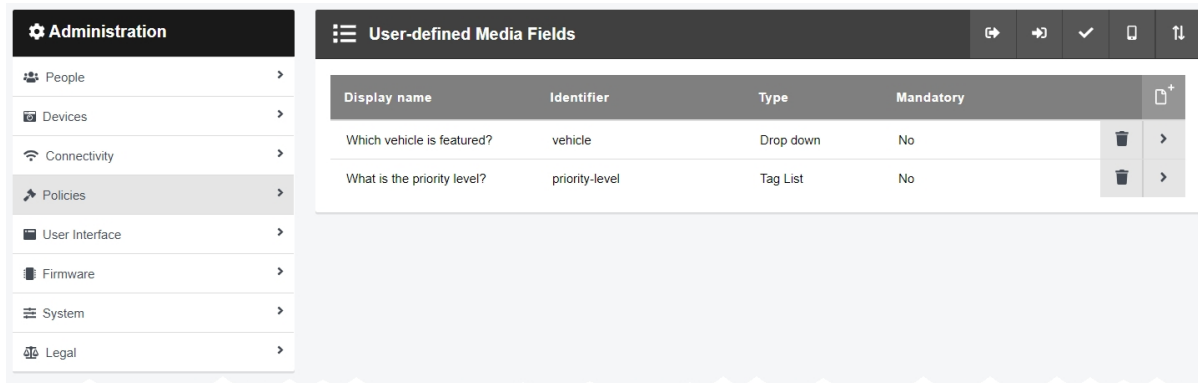 Administration
People
Devices
Connectivity
Policies
User Interface
Firmware
System
Legal
User-defined Media Fields
Display name Identifier Type Mandatory
Which vehicle is featured? vehicle Drop down No
What is the priority level? priority-level Tag List No